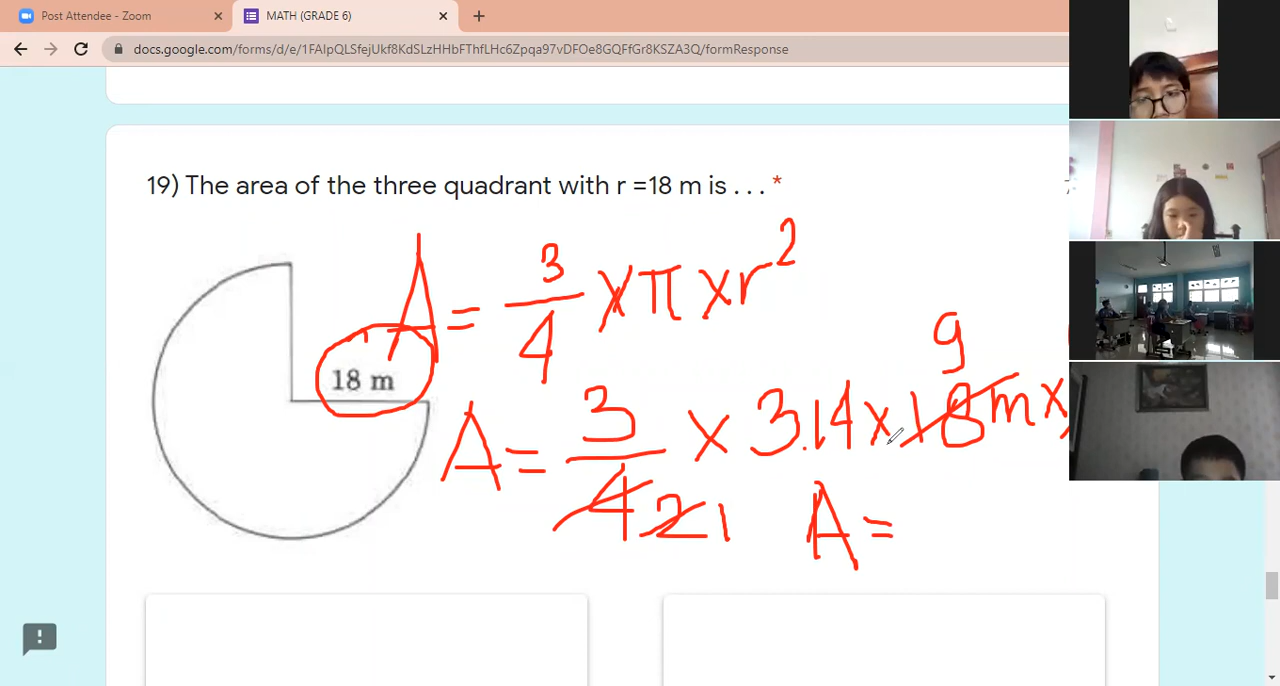 Post Attendee - Zoom
MATH (GRADE 6)
docs.google.com/forms/d/e/1FAIpQLSfejUkf8KdSLzHHbFThfLHc6Zpqa97vDFOe8GQFfGr8KSZA3Q/formResponse
19) The area of the three quadrant with r =18 m is . . . *
A = 3/4 × π × r²
18 m
9
A = 3/4 × 3.14 × 18 m ×
2 1
A =